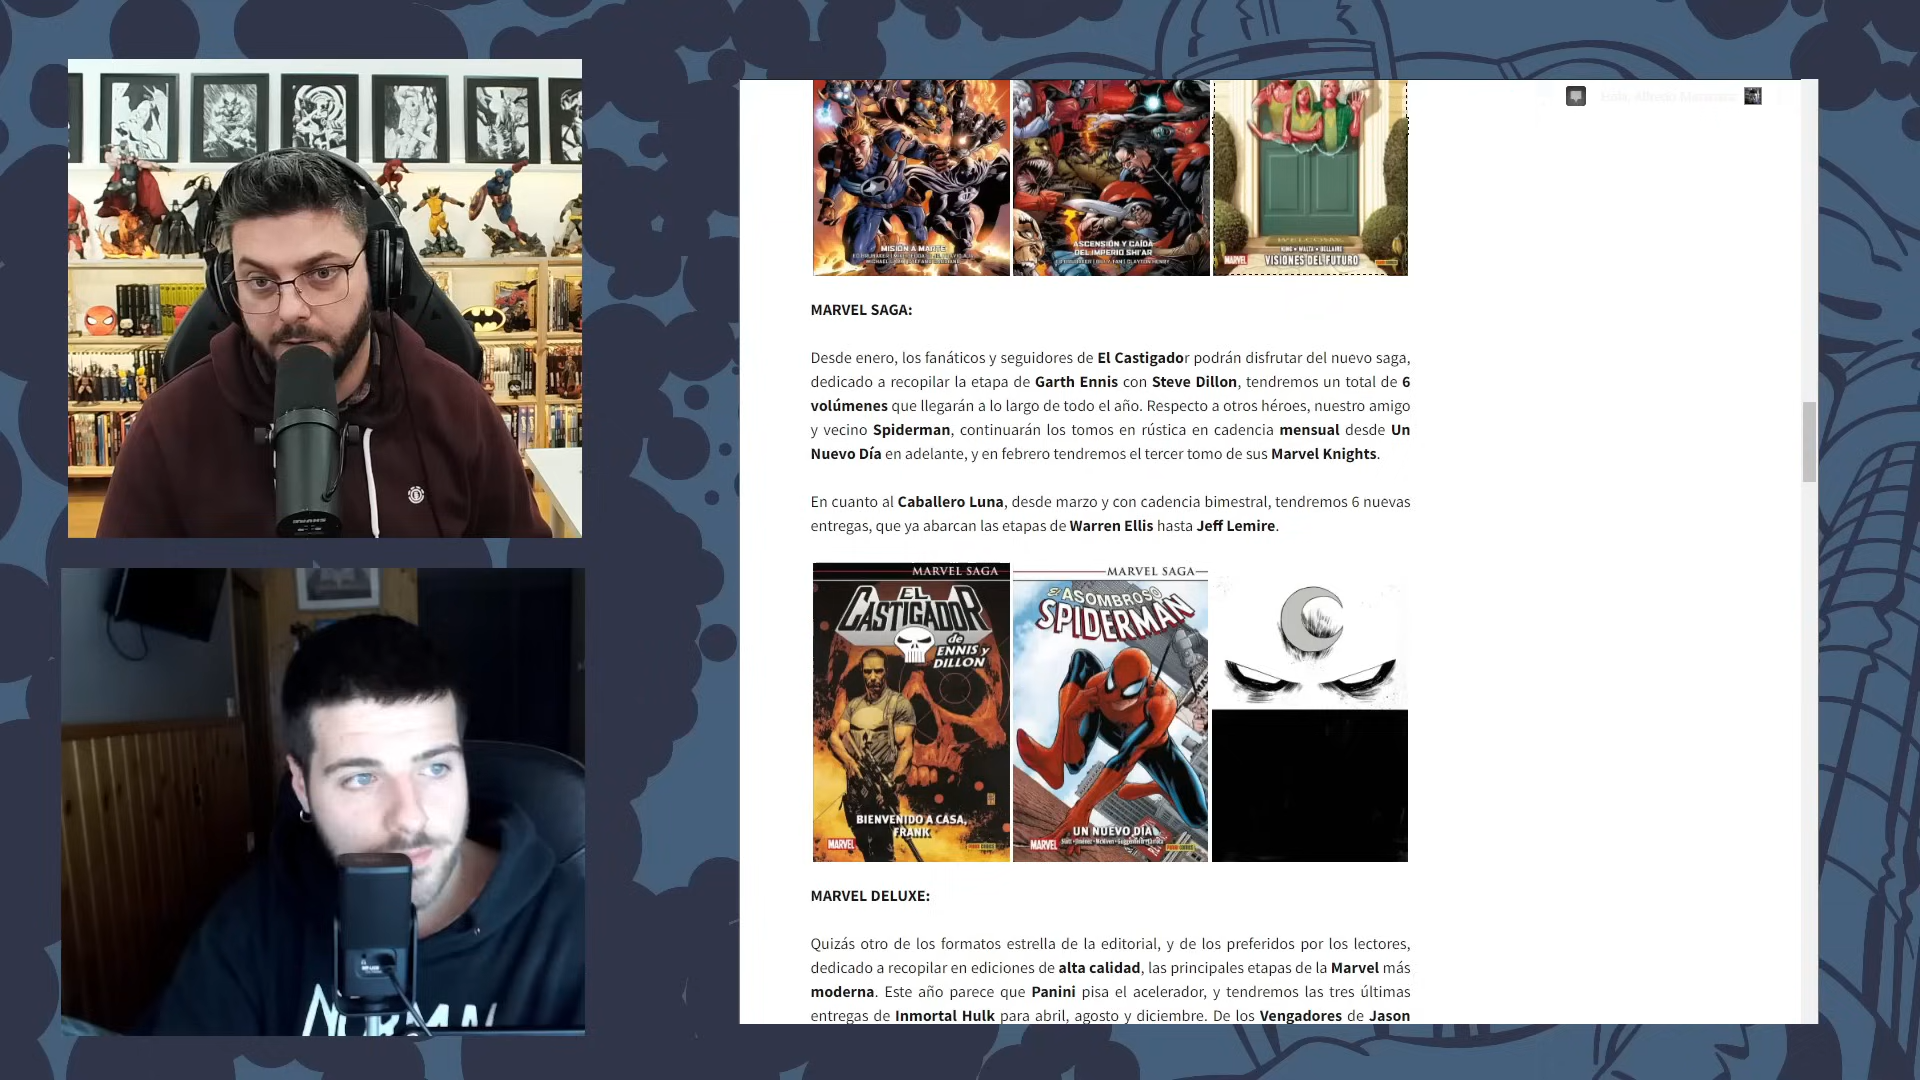 Hola, Alfredo
MISIÓN A MARTE
ASCENSIÓN Y CAÍDA
DEL IMPERIO SHI'AR
WELCOME
KING • WALTA • BELLAIRE
MARVEL
VISIONES DEL FUTURO
MARVEL SAGA:
Desde enero, los fanáticos y seguidores de El Castigador podrán disfrutar del nuevo saga,
dedicado a recopilar la etapa de Garth Ennis con Steve Dillon, tendremos un total de 6
volúmenes que llegarán a lo largo de todo el año. Respecto a otros héroes, nuestro amigo
y vecino Spiderman, continuarán los tomos en rústica en cadencia mensual desde Un
Nuevo Día en adelante, y en febrero tendremos el tercer tomo de sus Marvel Knights.
En cuanto al Caballero Luna, desde marzo y con cadencia bimestral, tendremos 6 nuevas
entregas, que ya abarcan las etapas de Warren Ellis hasta Jeff Lemire.
MARVEL SAGA
EL
CASTIGADOR
de
ENNIS y
DILLON
BIENVENIDO A CASA,
FRANK
MARVEL
MARVEL SAGA
EL ASOMBROSO
SPIDERMAN
UN NUEVO DÍA
MARVEL
MARVEL DELUXE:
Quizás otro de los formatos estrella de la editorial, y de los preferidos por los lectores,
dedicado a recopilar en ediciones de alta calidad, las principales etapas de la Marvel más
moderna. Este año parece que Panini pisa el acelerador, y tendremos las tres últimas
entregas de Inmortal Hulk para abril, agosto y diciembre. De los Vengadores de Jason